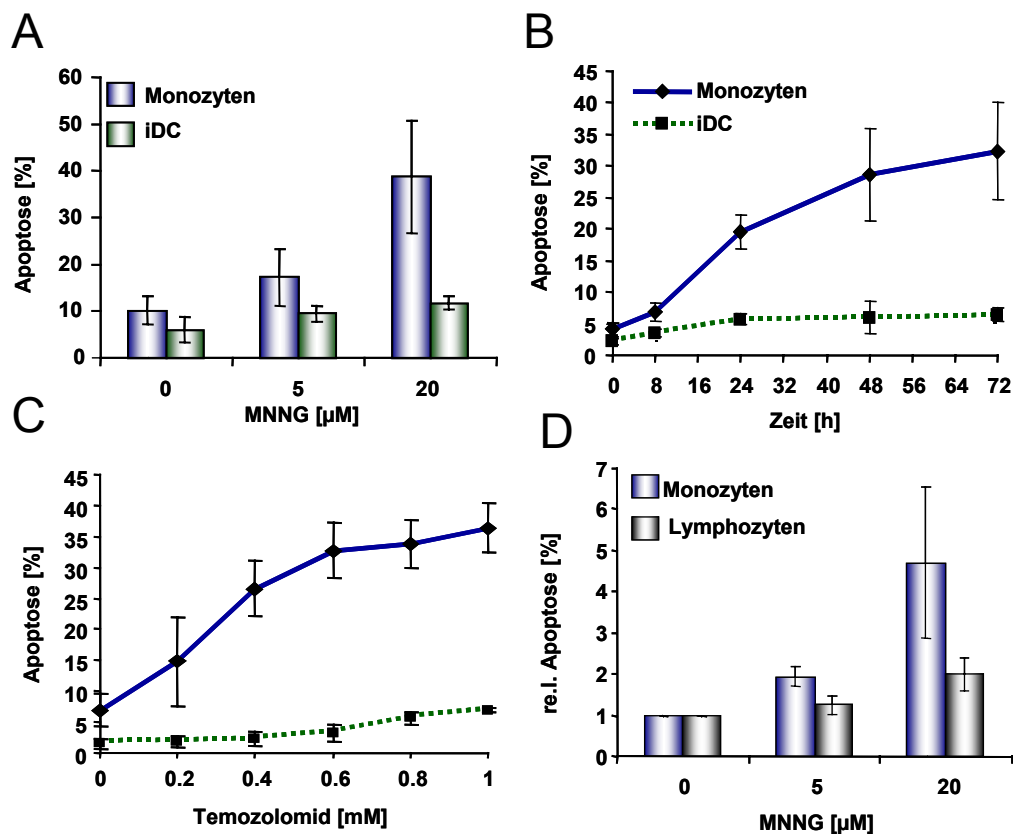 A
60
50
40
30
20
10
0
Apoptose [%]
Monozyten
iDC
0
5
20
MNNG [µM]
B
45
40
35
30
25
20
15
10
5
0
Apoptose [%]
Monozyten
iDC
0 8 16 24 32 40 48 56 64 72
Zeit [h]
C
45
40
35
30
25
20
15
10
5
0
Apoptose [%]
0 0.2 0.4 0.6 0.8 1
Temozolomid [mM]
D
7
6
5
4
3
2
1
0
re.l. Apoptose [%]
Monozyten
Lymphozyten
0 5 20
MNNG [µM]